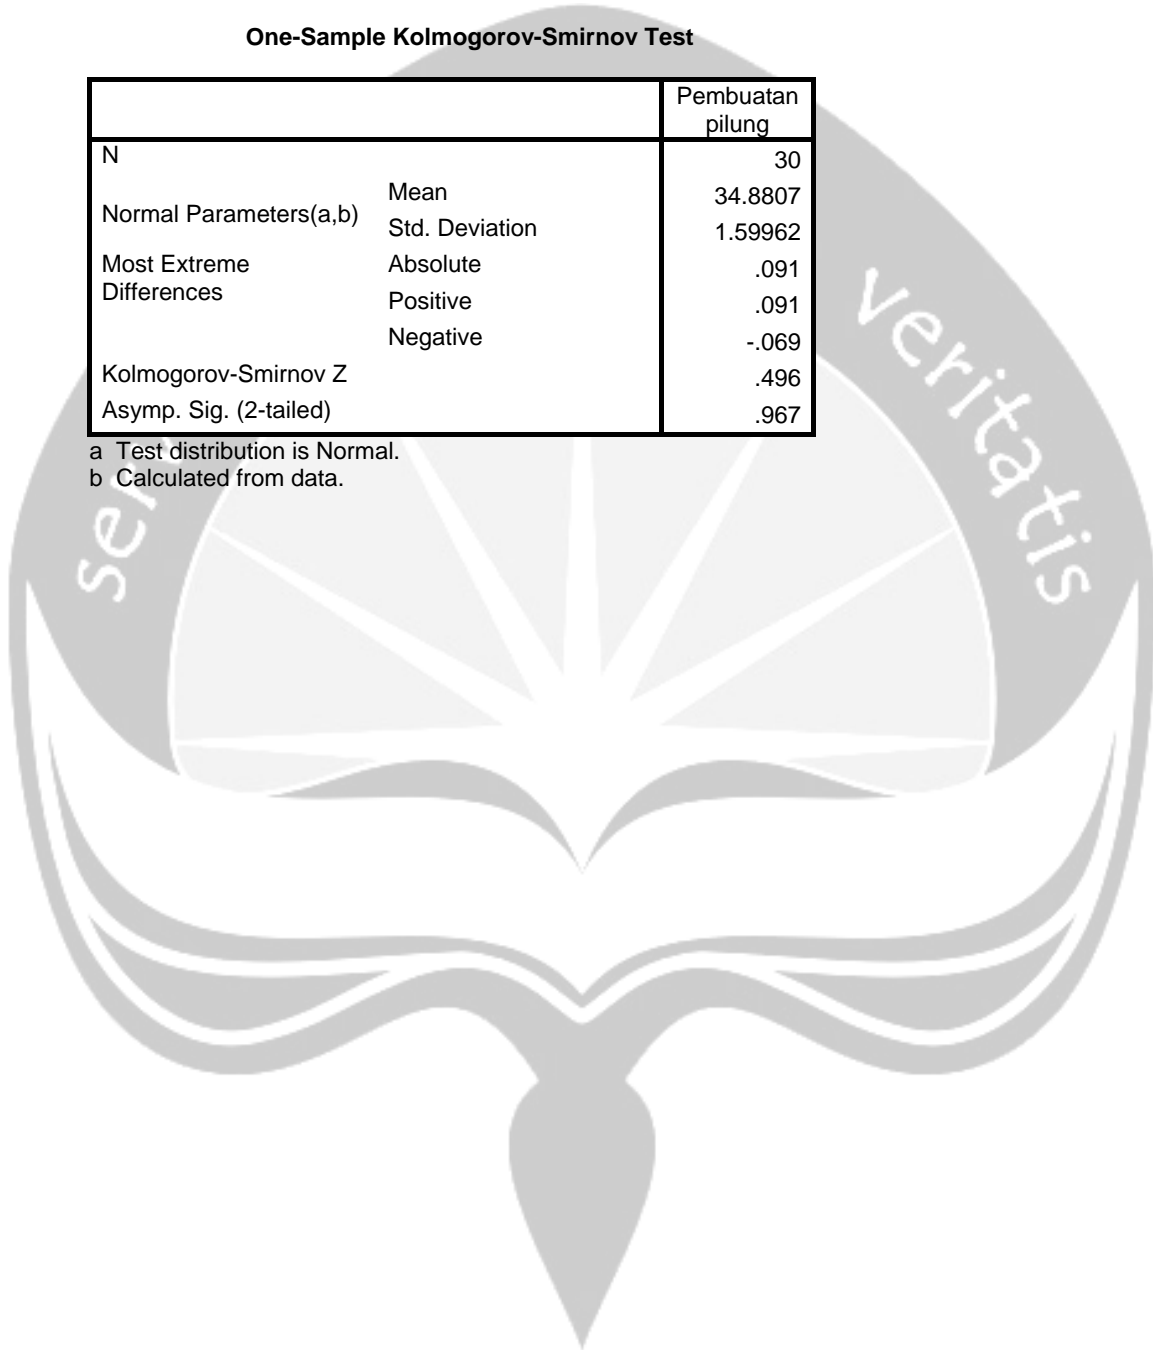 One-Sample Kolmogorov-Smirnov Test
Pembuatan
pilung
N 30
Normal Parameters(a,b) Mean 34.8807
Std. Deviation 1.59962
Most Extreme
Differences Absolute .091
Positive .091
Negative -.069
Kolmogorov-Smirnov Z .496
Asymp. Sig. (2-tailed) .967
a Test distribution is Normal.
b Calculated from data.
veritatis